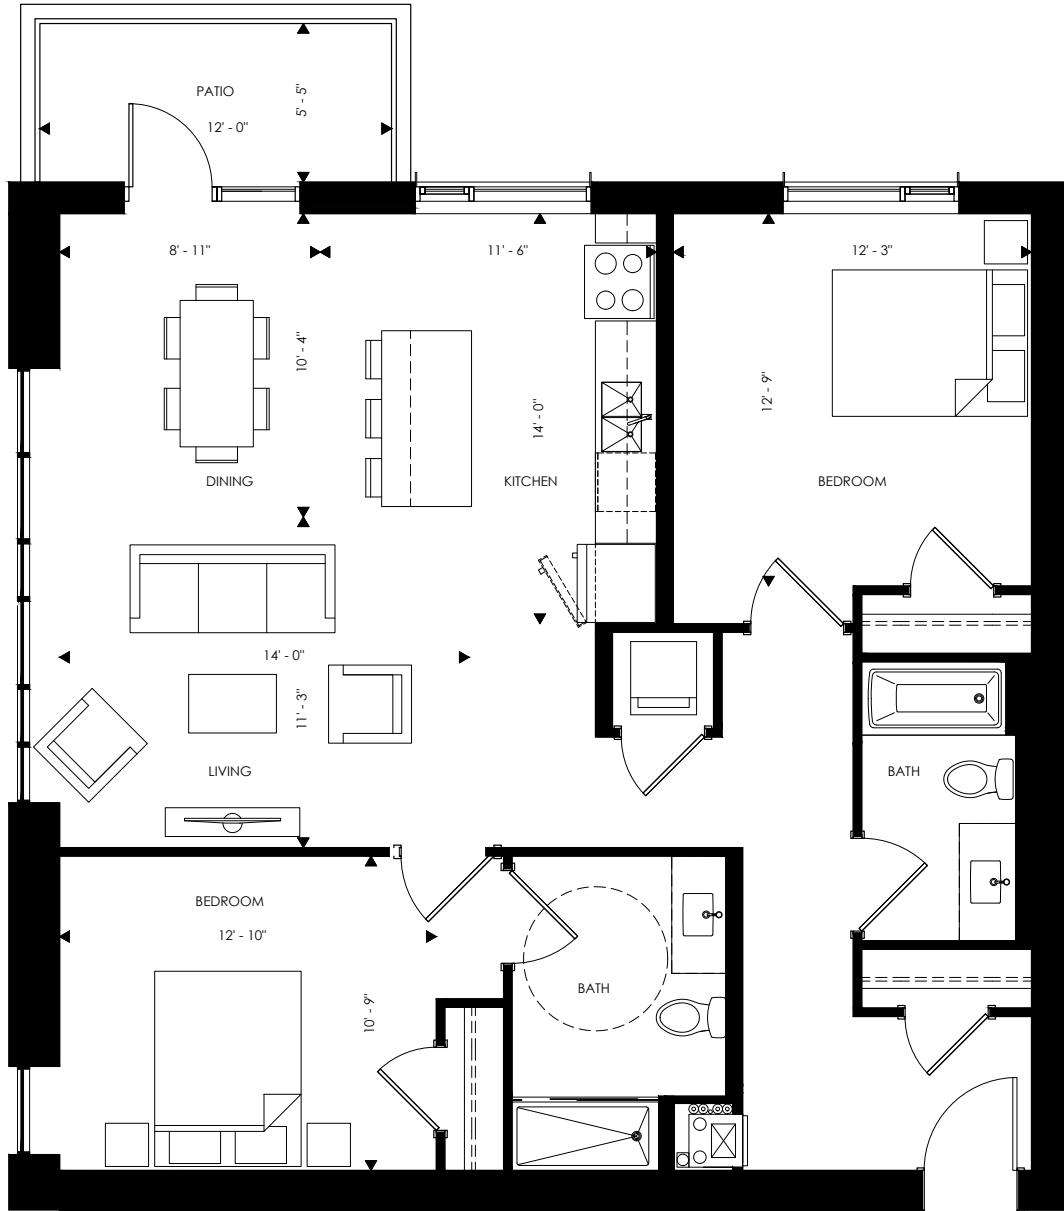 PATIO
12' - 0"
5' - 5"
8' - 11"
11' - 6"
12' - 3"
10' - 4"
14' - 0"
12' - 9"
DINING
KITCHEN
BEDROOM
14' - 0"
11' - 3"
LIVING
BATH
BEDROOM
12' - 10"
10' - 9"
BATH